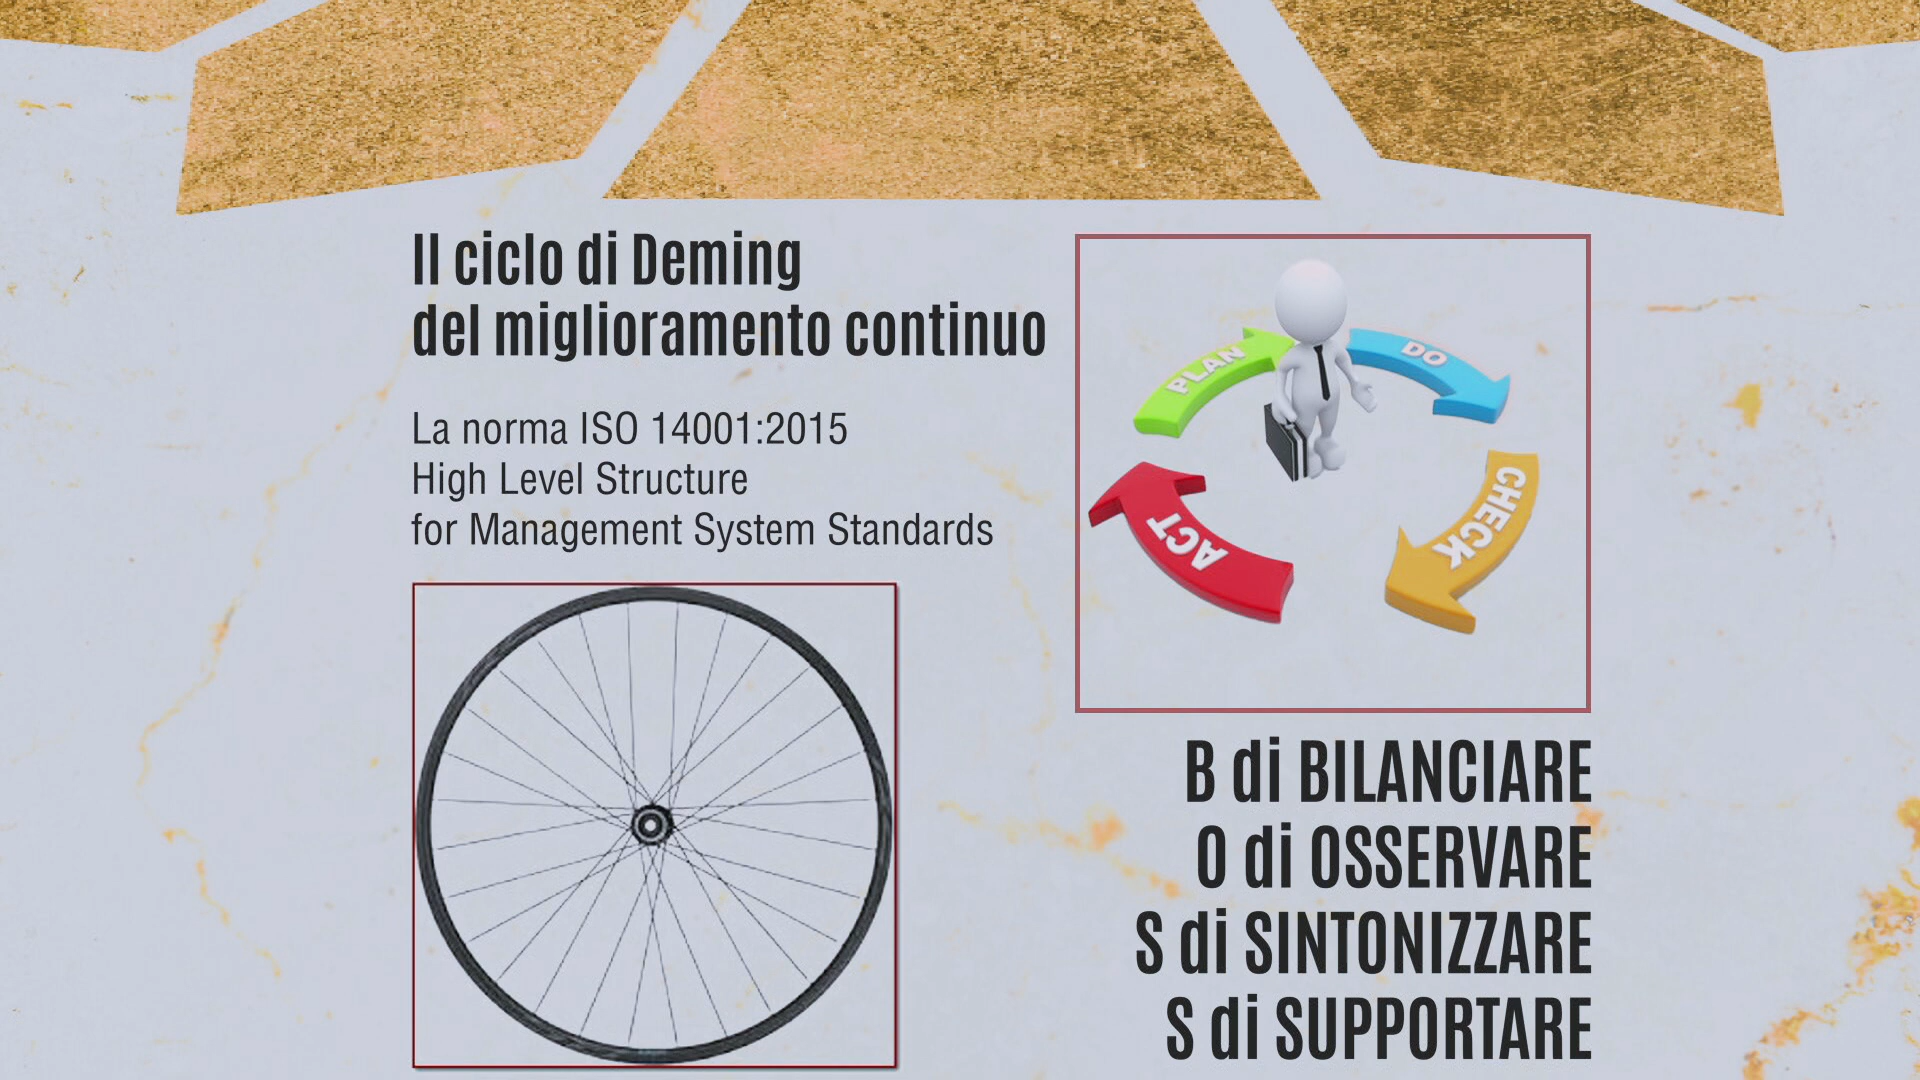 Il ciclo di Deming
del miglioramento continuo
La norma ISO 14001:2015
High Level Structure
for Management System Standards
PLAN
DO
CHECK
ACT
B di BILANCIARE
O di OSSERVARE
S di SINTONIZZARE
S di SUPPORTARE